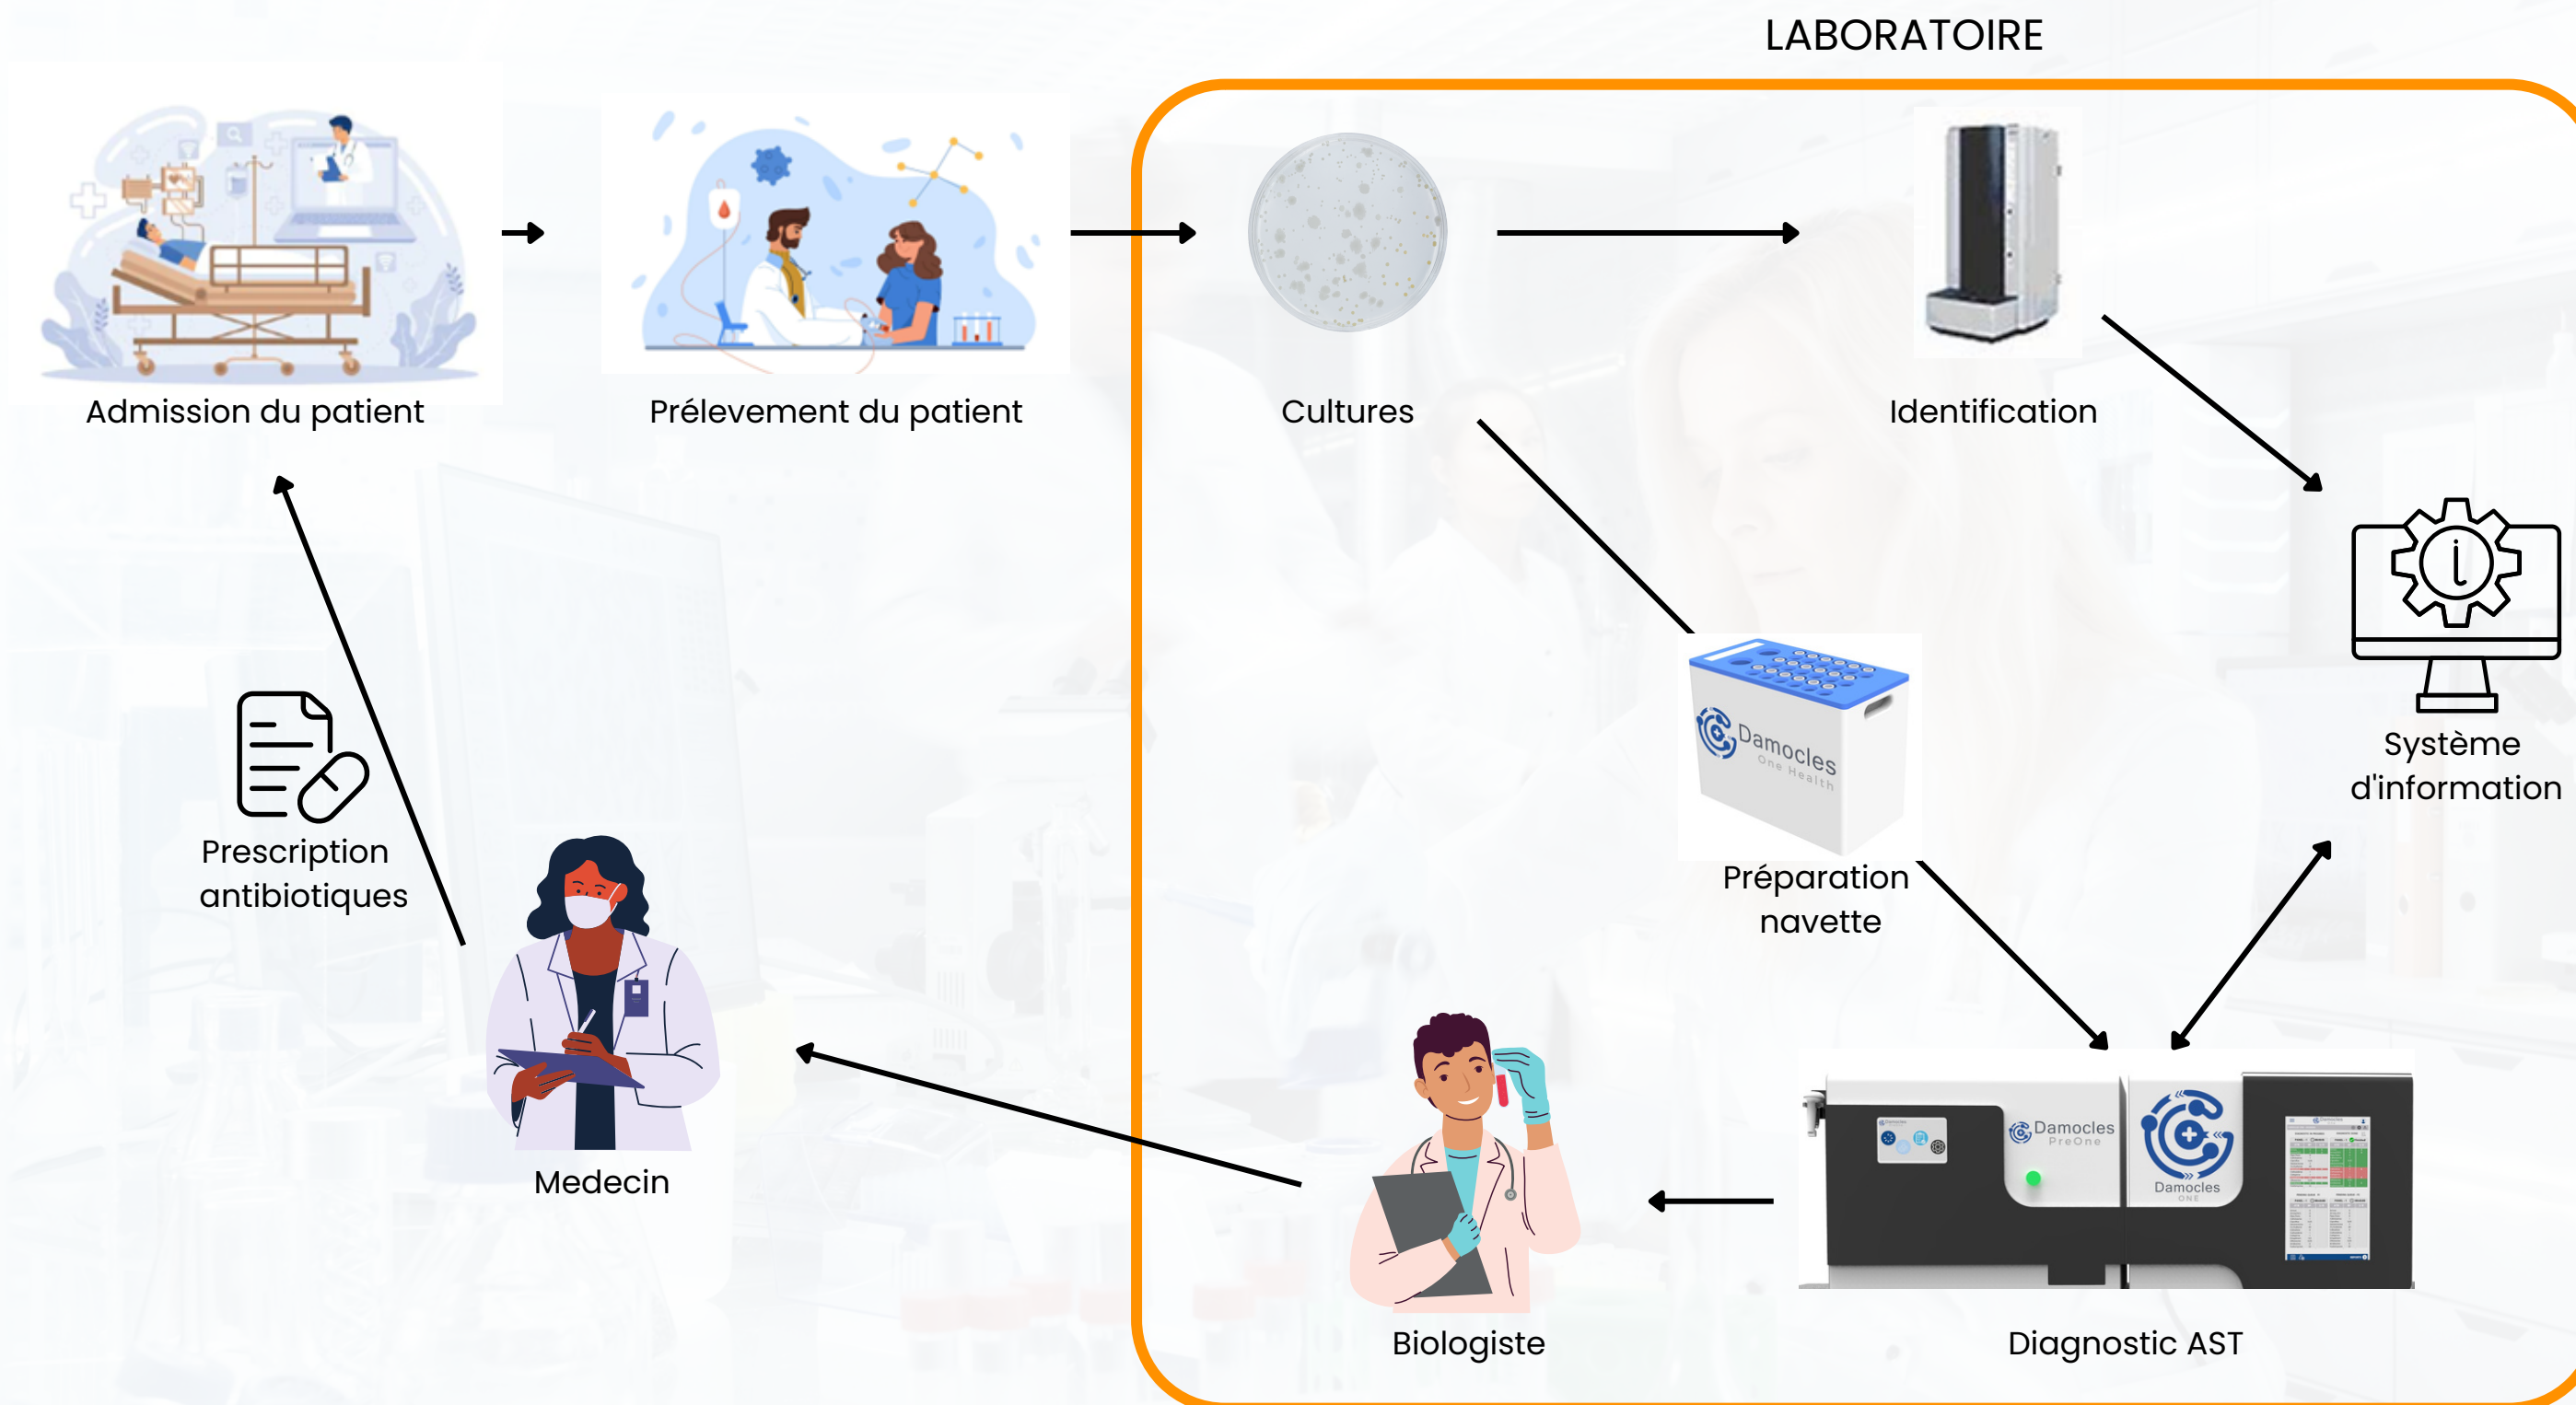 LABORATOIRE
Admission du patient
Prélevement du patient
Cultures
Identification
Système
d'information
Damocles
One Health
Préparation
navette
Prescription
antibiotiques
Medecin
Biologiste
Damocles
PreOne
Damocles
ONE
Diagnostic AST